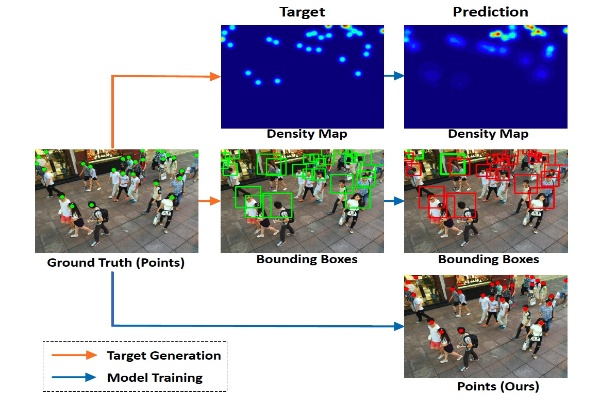 Target
Prediction
Density Map
Density Map
Ground Truth (Points)
Bounding Boxes
Bounding Boxes
Target Generation
Model Training
Points (Ours)